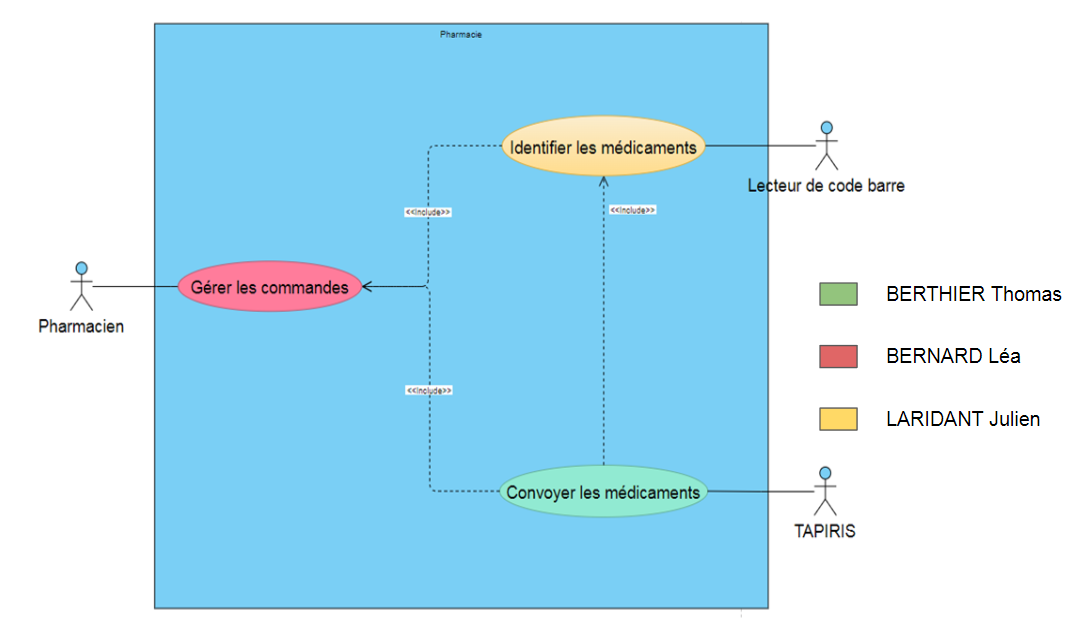 Pharmacie
Identifier les médicaments
Lecteur de code barre
<<Include>>
<<Include>>
Gérer les commandes
Pharmacien
BERTHIER Thomas
BERNARD Léa
LARIDANT Julien
<<Include>>
Convoyer les médicaments
TAPIRIS